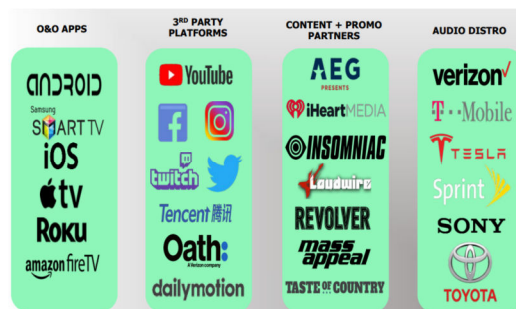 O&O APPS
android
Samsung
SMART TV
iOS
tv
ROKU
amazon fireTV
3RD PARTY
PLATFORMS
YouTube
twitch
Tencent 腾讯
Oath:
A Verizon company
dailymotion
CONTENT + PROMO
PARTNERS
AEG
PRESENTS
iHeartMEDIA
INSOMNIAC
Loudwire
REVOLVER
mass
appeal
TASTE OF COUNTRY
AUDIO DISTRO
verizon
T··Mobile
TESLA
Sprint
SONY
TOYOTA